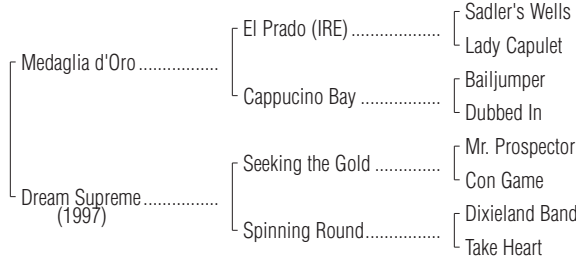 Sadler's Wells
El Prado (IRE) ...................
Lady Capulet
Medaglia d'Oro .................
Bailjumper
Cappucino Bay .................
Dubbed In
Mr. Prospector
Seeking the Gold ..............
Con Game
Dream Supreme ................
(1997)
Dixieland Band
Spinning Round ................
Take Heart